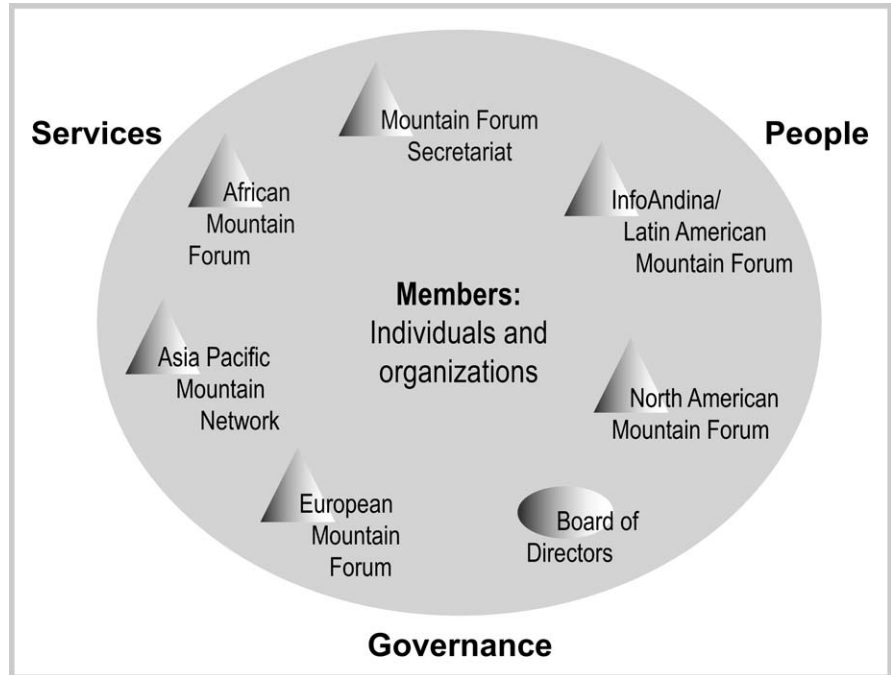 Services
People
Mountain Forum
Secretariat
African
Mountain
Forum
InfoAndina/
Latin American
Mountain Forum
Members:
Individuals and
organizations
Asia Pacific
Mountain
Network
North American
Mountain Forum
European
Mountain
Forum
Board of
Directors
Governance